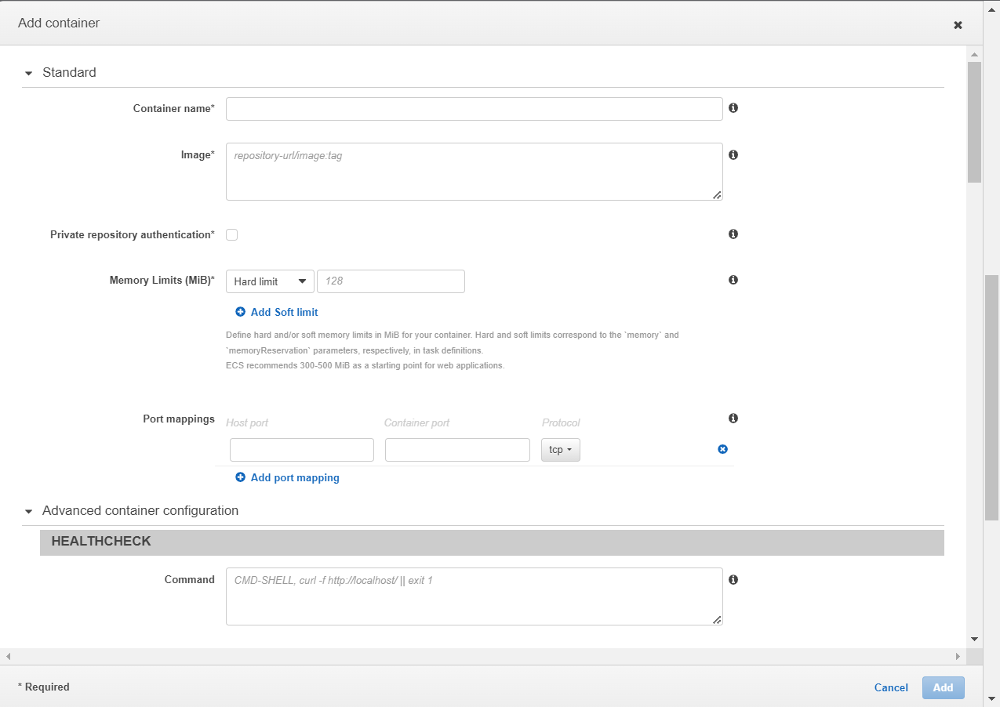 Add container
Standard
Container name*
Image*
repository-url/image:tag
Private repository authentication*
Memory Limits (MiB)*
Hard limit
128
Add Soft limit
Define hard and/or soft memory limits in MiB for your container. Hard and soft limits correspond to the `memory` and
`memoryReservation` parameters, respectively, in task definitions.
ECS recommends 300-500 MiB as a starting point for web applications.
Port mappings
Host port
Container port
Protocol
tcp
Add port mapping
Advanced container configuration
HEALTHCHECK
Command
CMD-SHELL, curl -f http://localhost/ || exit 1
* Required
Cancel
Add